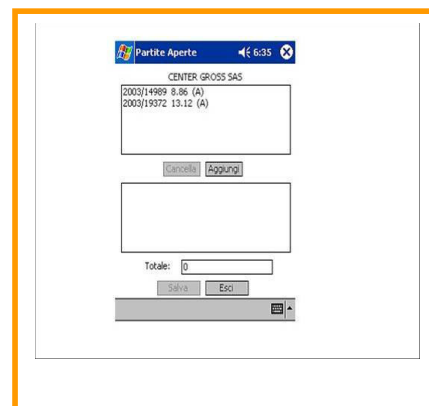 Partite Aperte 6:35
CENTER GROSS SAS
2003/14989 8.86 (A)
2003/19372 13.12 (A)
Cancella Aggiungi
Totale: 0
Salva Esci